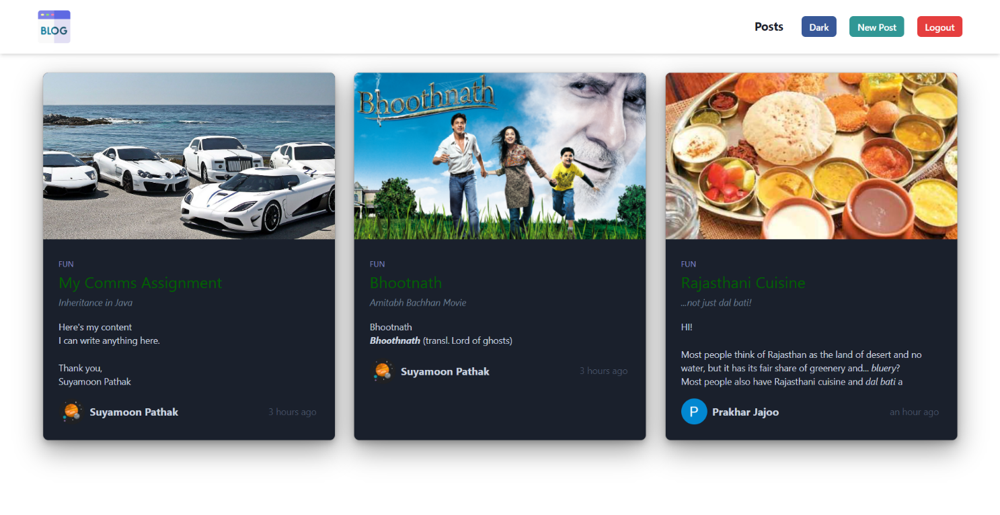 BLOG
Posts
Dark
New Post
Logout
FUN
My Comms Assignment
Inheritance in Java
Here's my content
I can write anything here.
Thank you,
Suyamoon Pathak
Suyamoon Pathak
3 hours ago
Bhoothnath
FUN
Bhootnath
Amitabh Bachhan Movie
Bhootnath
Bhoothnath (transl. Lord of ghosts)
Suyamoon Pathak
3 hours ago
FUN
Rajasthani Cuisine
...not just dal bati!
HI!
Most people think of Rajasthan as the land of desert and no
water, but it has its fair share of greenery and... bluery?
Most people also have Rajasthani cuisine and dal bati a
P
Prakhar Jajoo
an hour ago